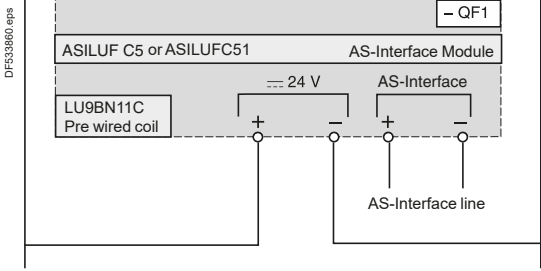 DF533860.eps
– QF1
ASILUF C5 or ASILUFC51
AS-Interface Module
⎓ 24 V
AS-Interface
LU9BN11C
Pre wired coil
+ – + –
AS-Interface line